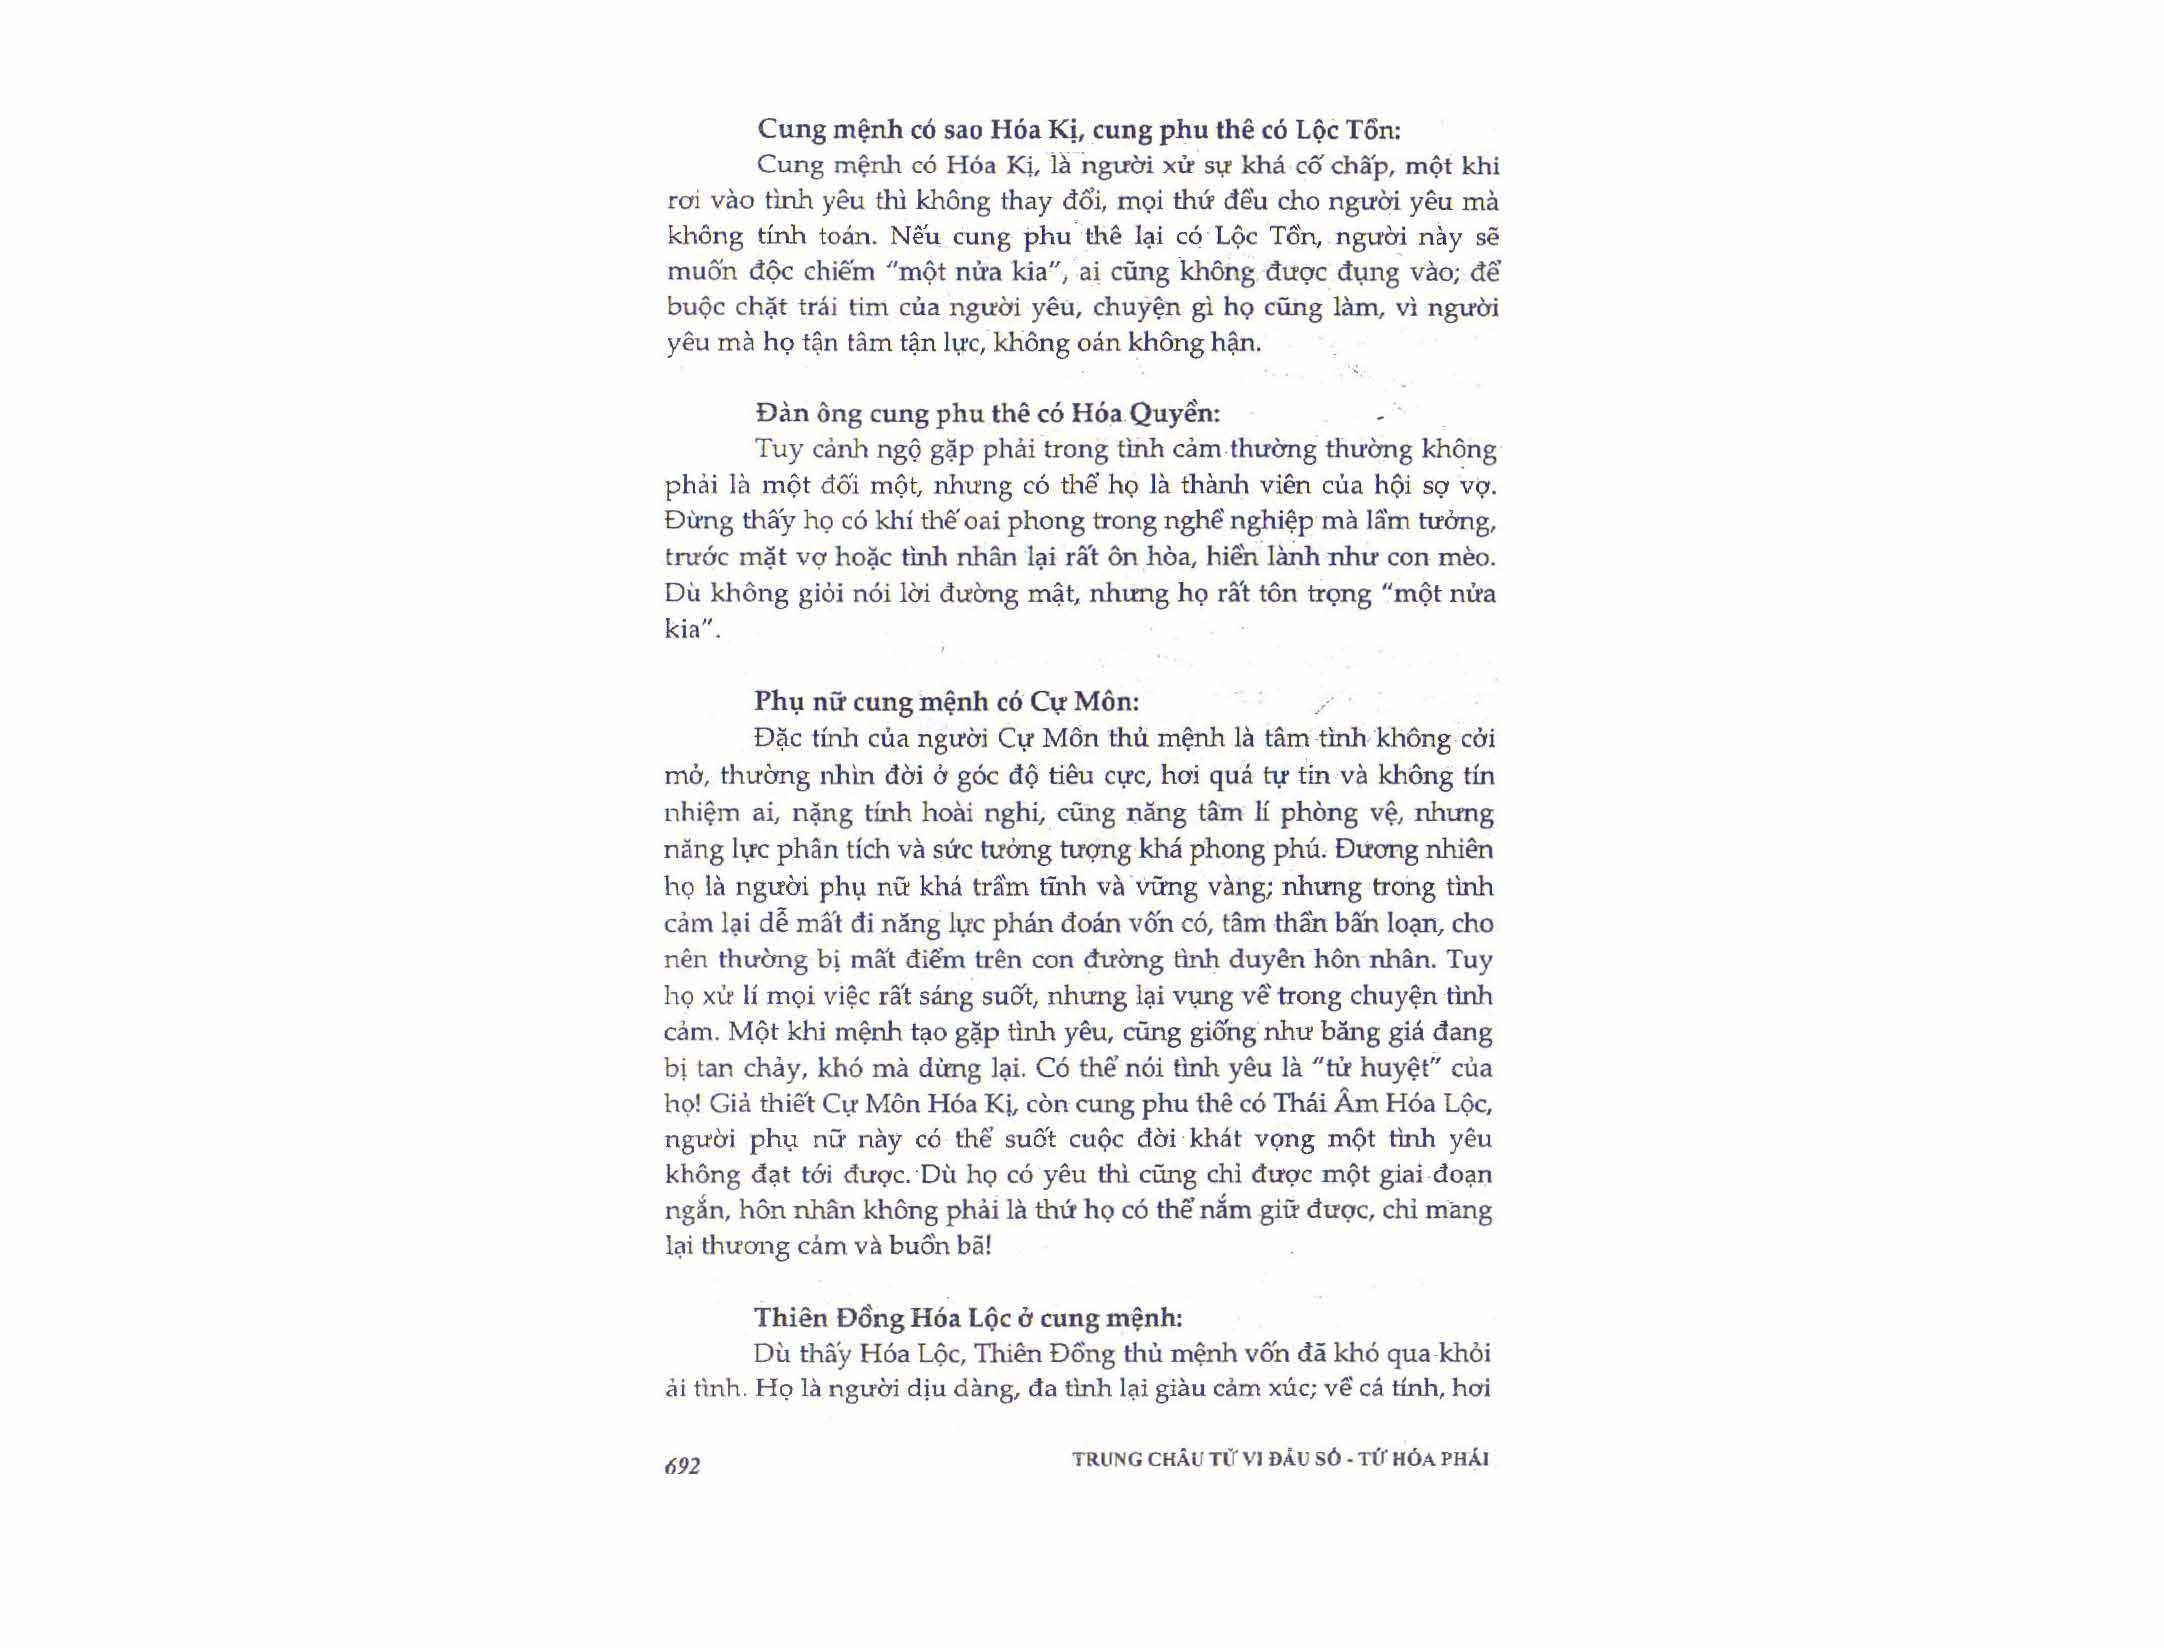 Cung mệnh có sao Hóa Kị, cung phu thê có Lộc Tồn:
Cung mệnh có Hóa Kị, là người xử sự khá cố chấp, một khi
rơi vào tình yêu thì không thay đổi, mọi thứ đều cho người yêu mà
không tính toán. Nếu cung phu thê lại có Lộc Tồn, người này sẽ
muốn độc chiếm "một nửa kia", ai cũng không được đụng vào; để
buộc chặt trái tim của người yêu, chuyện gì họ cũng làm, vì người
yêu mà họ tận tâm tận lực, không oán không hận.
Đàn ông cung phu thê có Hóa Quyền:
Tuy cảnh ngộ gặp phải trong tình cảm thường thường không
phải là một đối một, nhưng có thể họ là thành viên của hội sợ vợ.
Đừng thấy họ có khí thế oai phong trong nghề nghiệp mà lầm tưởng,
trước mặt vợ hoặc tình nhân lại rất ôn hòa, hiền lành như con mèo.
Dù không giỏi nói lời đường mật, nhưng họ rất tôn trọng "một nửa
kia".
Phụ nữ cung mệnh có Cự Môn:
Đặc tính của người Cự Môn thủ mệnh là tâm tình không cởi
mở, thường nhìn đời ở góc độ tiêu cực, hơi quá tự tin và không tín
nhiệm ai, nặng tính hoài nghi, cũng nặng tâm lí phòng vệ, nhưng
năng lực phân tích và sức tưởng tượng khá phong phú. Đương nhiên
họ là người phụ nữ khá trầm tĩnh và vững vàng; nhưng trong tình
cảm lại dễ mất đi năng lực phán đoán vốn có, tâm thần bấn loạn, cho
nên thường bị mất điểm trên con đường tình duyên hôn nhân. Tuy
họ xử lí mọi việc rất sáng suốt, nhưng lại vụng về trong chuyện tình
cảm. Một khi mệnh tạo gặp tình yêu, cũng giống như băng giá đang
bị tan chảy, khó mà dừng lại. Có thể nói tình yêu là "tử huyệt" của
họ! Giả thiết Cự Môn Hóa Kị, còn cung phu thê có Thái Âm Hóa Lộc,
người phụ nữ này có thể suốt cuộc đời khát vọng một tình yêu
không đạt tới được. Dù họ có yêu thì cũng chỉ được một giai đoạn
ngắn, hôn nhân không phải là thứ họ có thể nắm giữ được, chỉ mang
lại thương cảm và buồn bã!
Thiên Đồng Hóa Lộc ở cung mệnh:
Dù thấy Hóa Lộc, Thiên Đồng thủ mệnh vốn đã khó qua khỏi
ải tình. Họ là người dịu dàng, đa tình lại giàu cảm xúc; về cá tính, hơi
692
TRUNG CHÂU TỬ VI ĐẨU SỐ - TỨ HÓA PHÁI